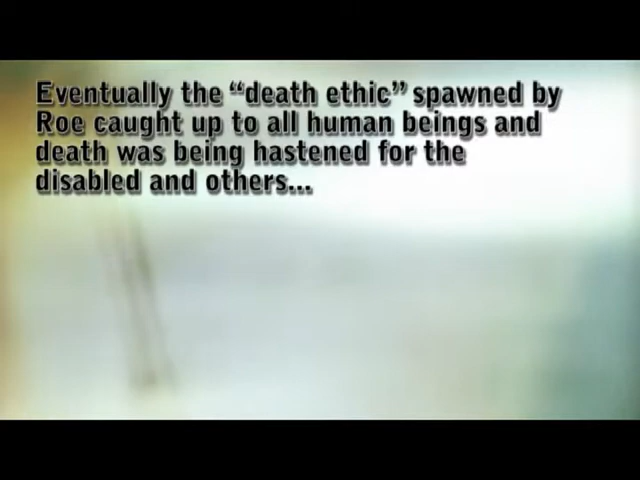 Eventually the “death ethic” spawned by
Roe caught up to all human beings and
death was being hastened for the
disabled and others...